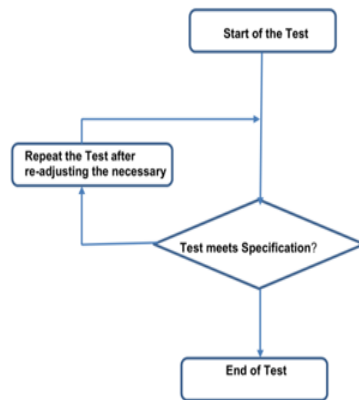 Start of the Test
Repeat the Test after
re-adjusting the necessary
Test meets Specification?
End of Test